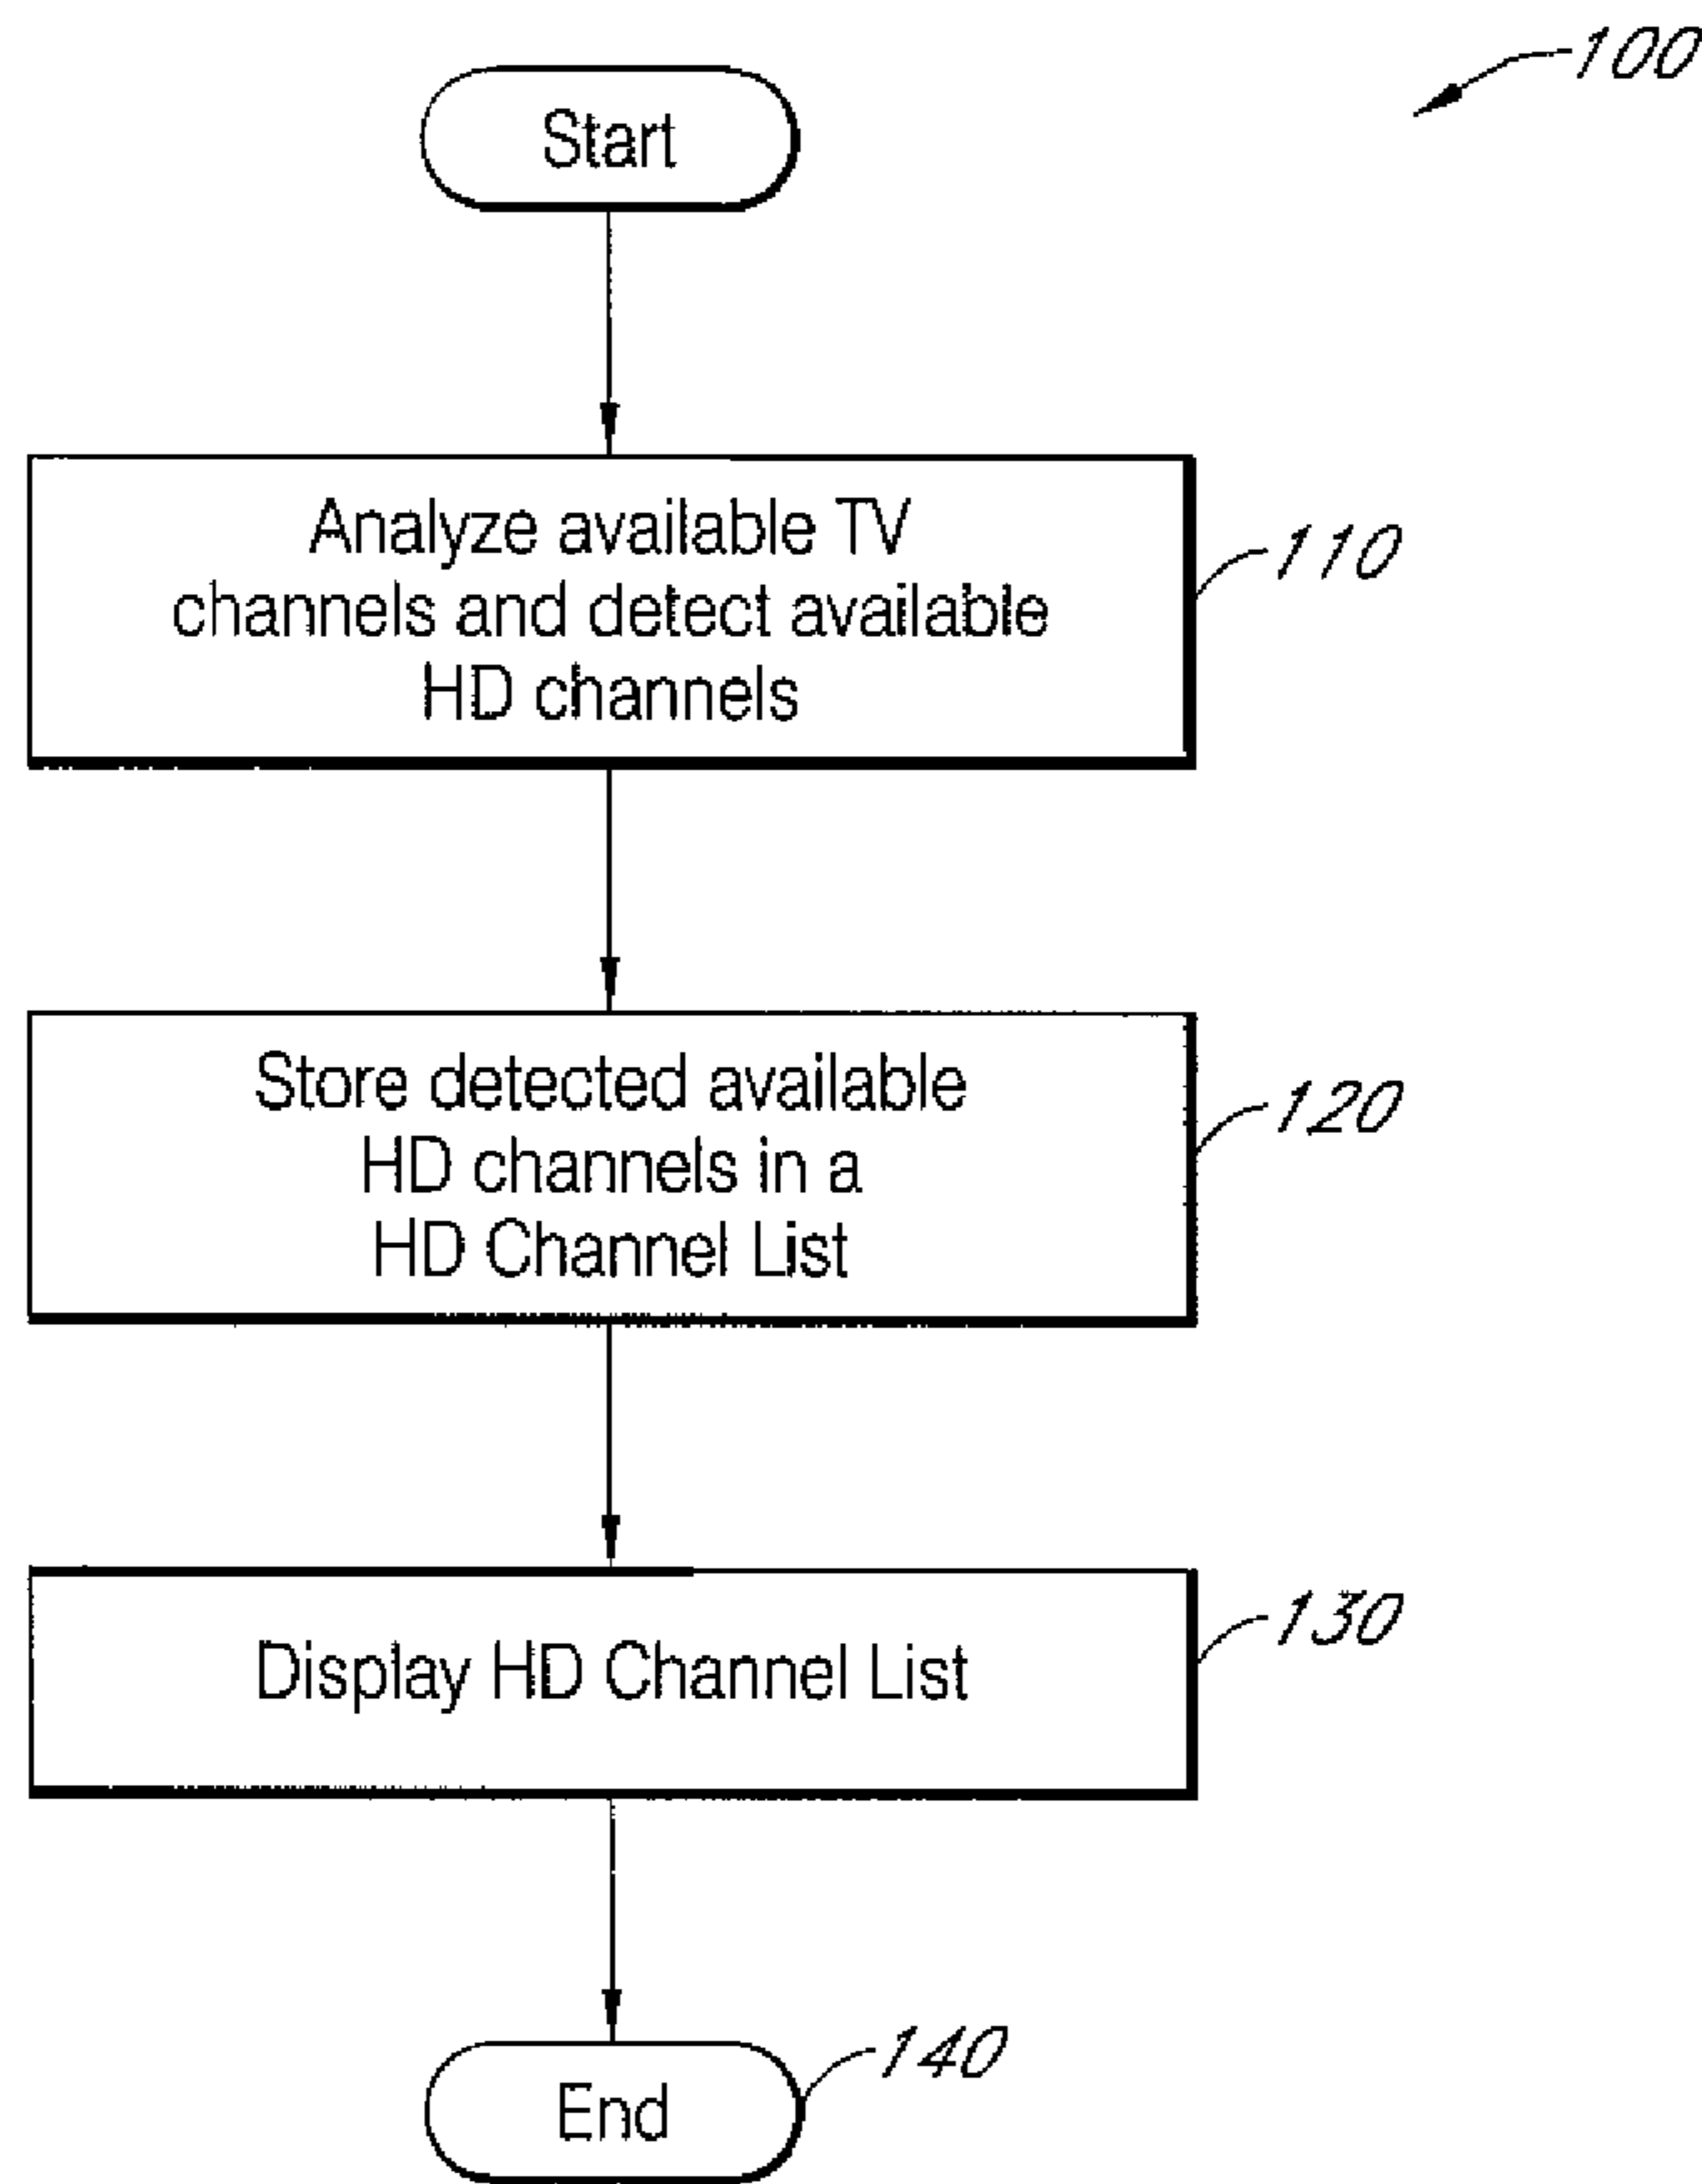 100
Start
Analyze available TV
channels and detect available
HD channels
110
Store detected available
HD channels in a
HD Channel List
120
Display HD Channel List
130
End
140